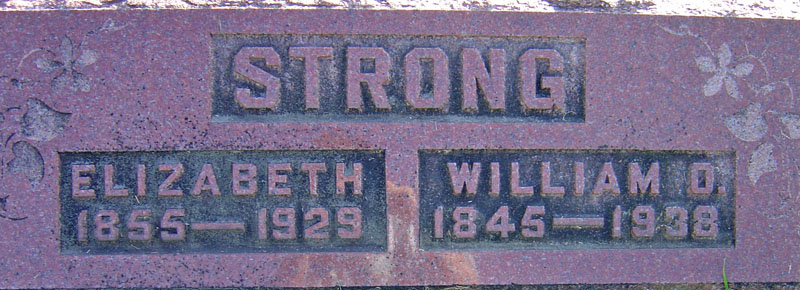 STRONG
ELIZABETH
1855—1929
WILLIAM O.
1845—1938